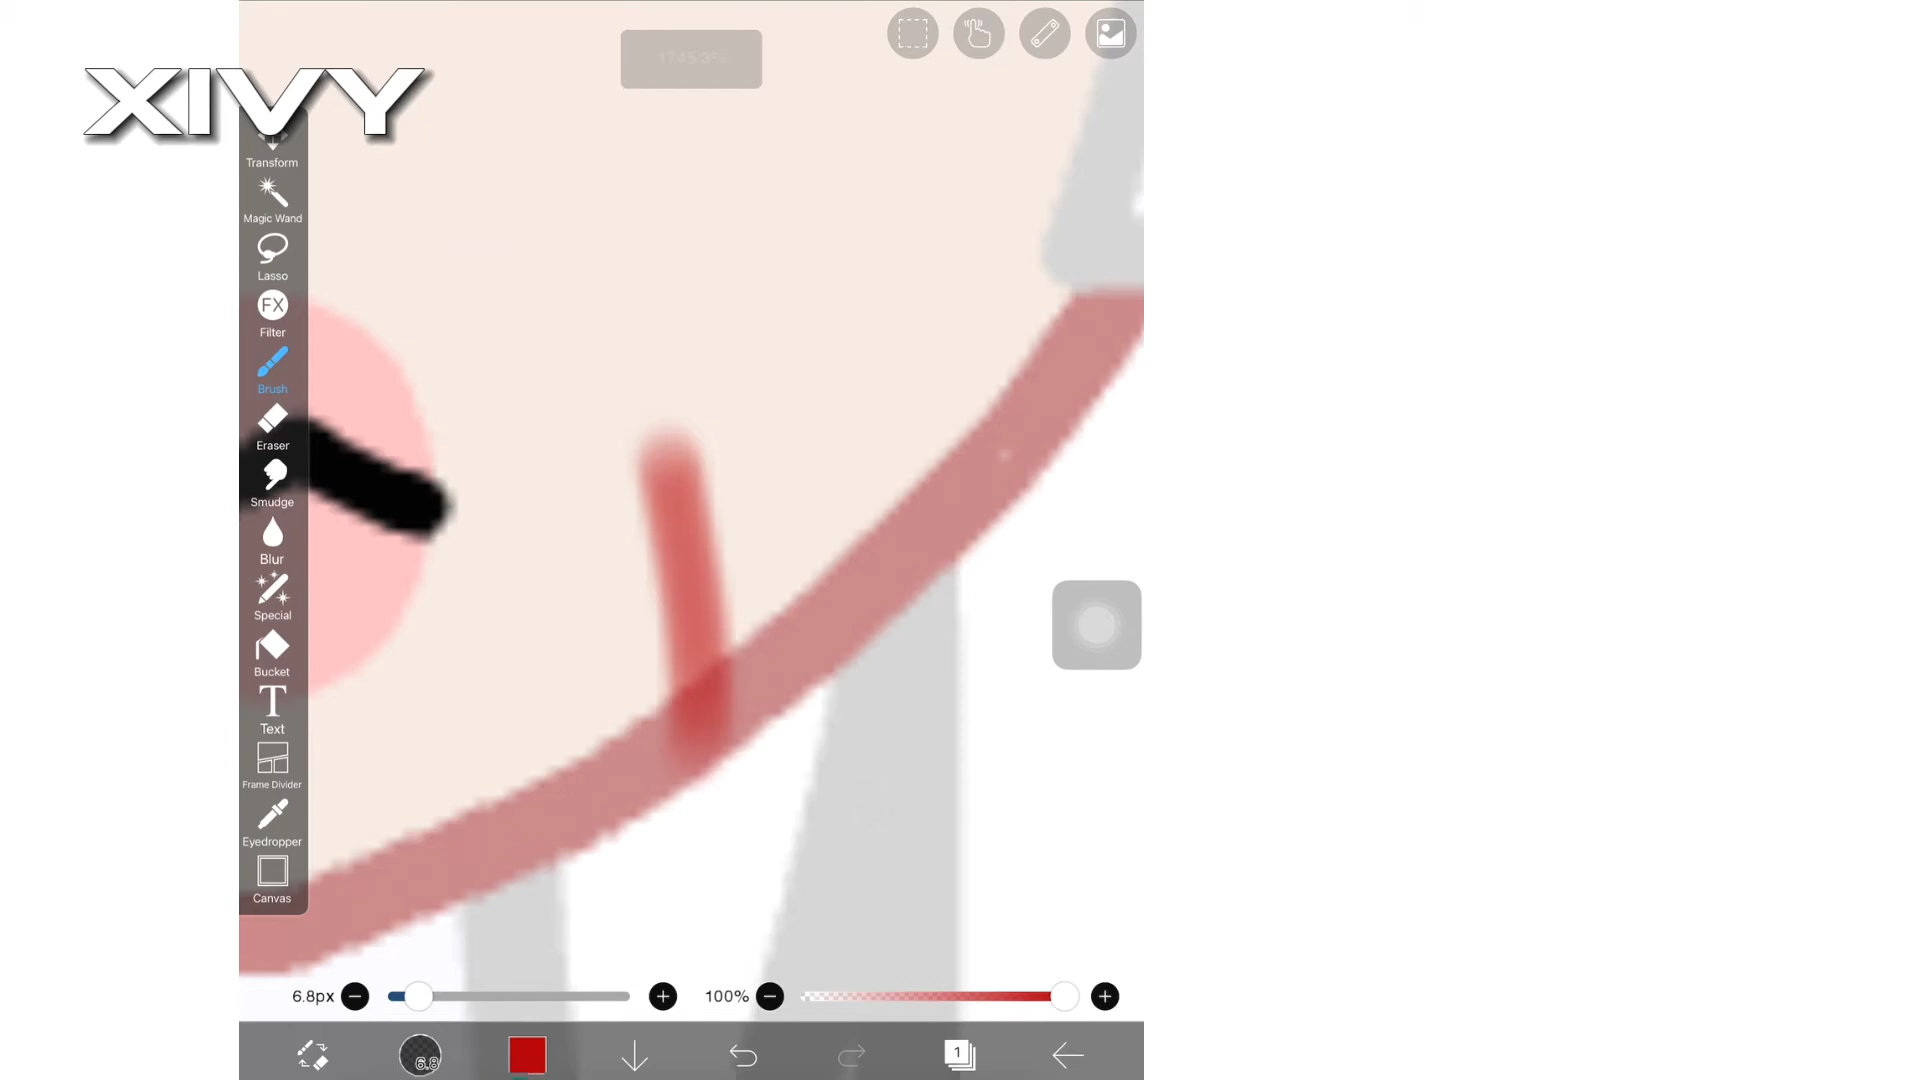 XIVY
Transform
Magic Wand
Lasso
FX
Filter
Brush
Eraser
Smudge
Blur
Special
Bucket
T
Text
Frame Divider
Eyedropper
Canvas
6.8px
100%
6.8
1